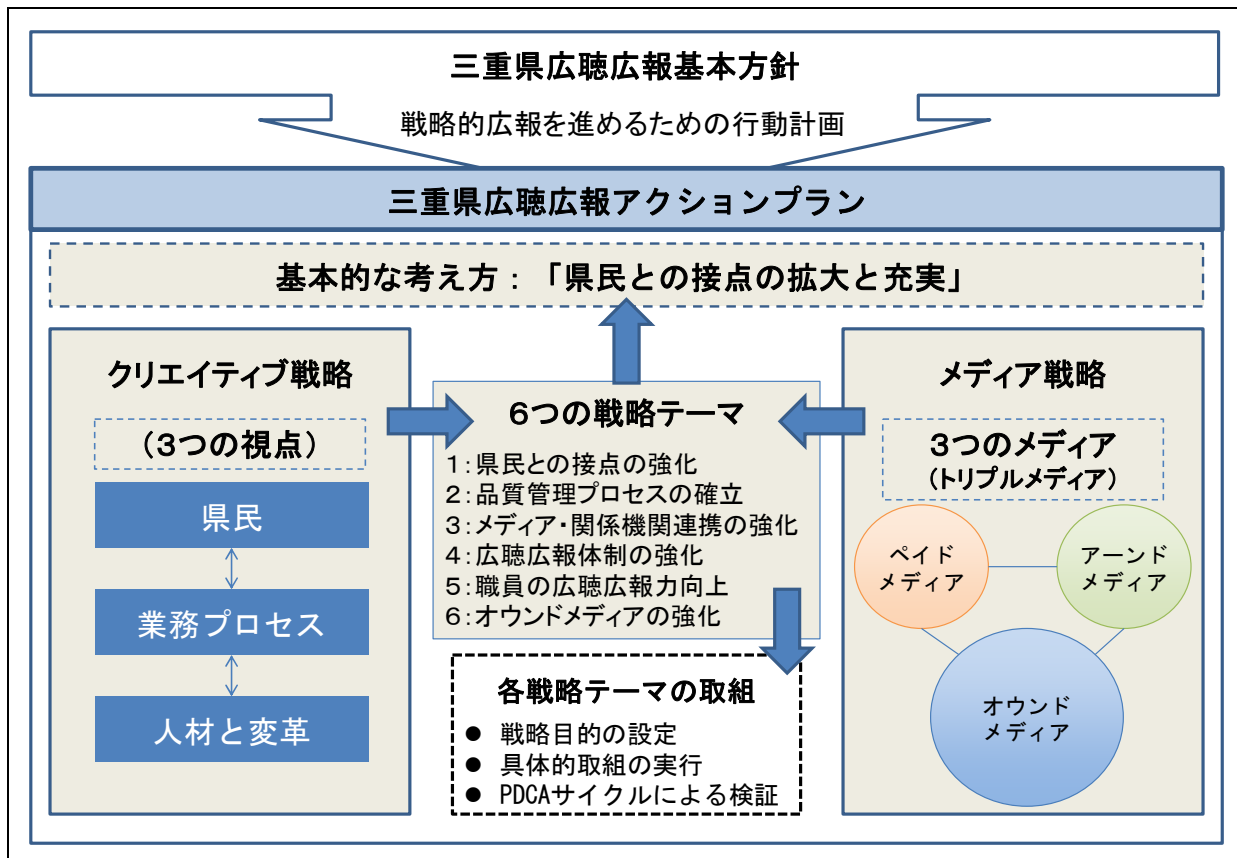 三重県広聴広報基本方針
戦略的広報を進めるための行動計画
三重県広聴広報アクションプラン
基本的な考え方：「県民との接点の拡大と充実」
クリエイティブ戦略
（３つの視点）
県民
業務プロセス
人材と変革
６つの戦略テーマ
１：県民との接点の強化
２：品質管理プロセスの確立
３：メディア・関係機関連携の強化
４：広聴広報体制の強化
５：職員の広聴広報力向上
６：オウンドメディアの強化
各戦略テーマの取組
● 戦略目的の設定
● 具体的取組の実行
● PDCAサイクルによる検証
メディア戦略
３つのメディア
（トリプルメディア）
ペイド
メディア
アーンド
メディア
オウンド
メディア